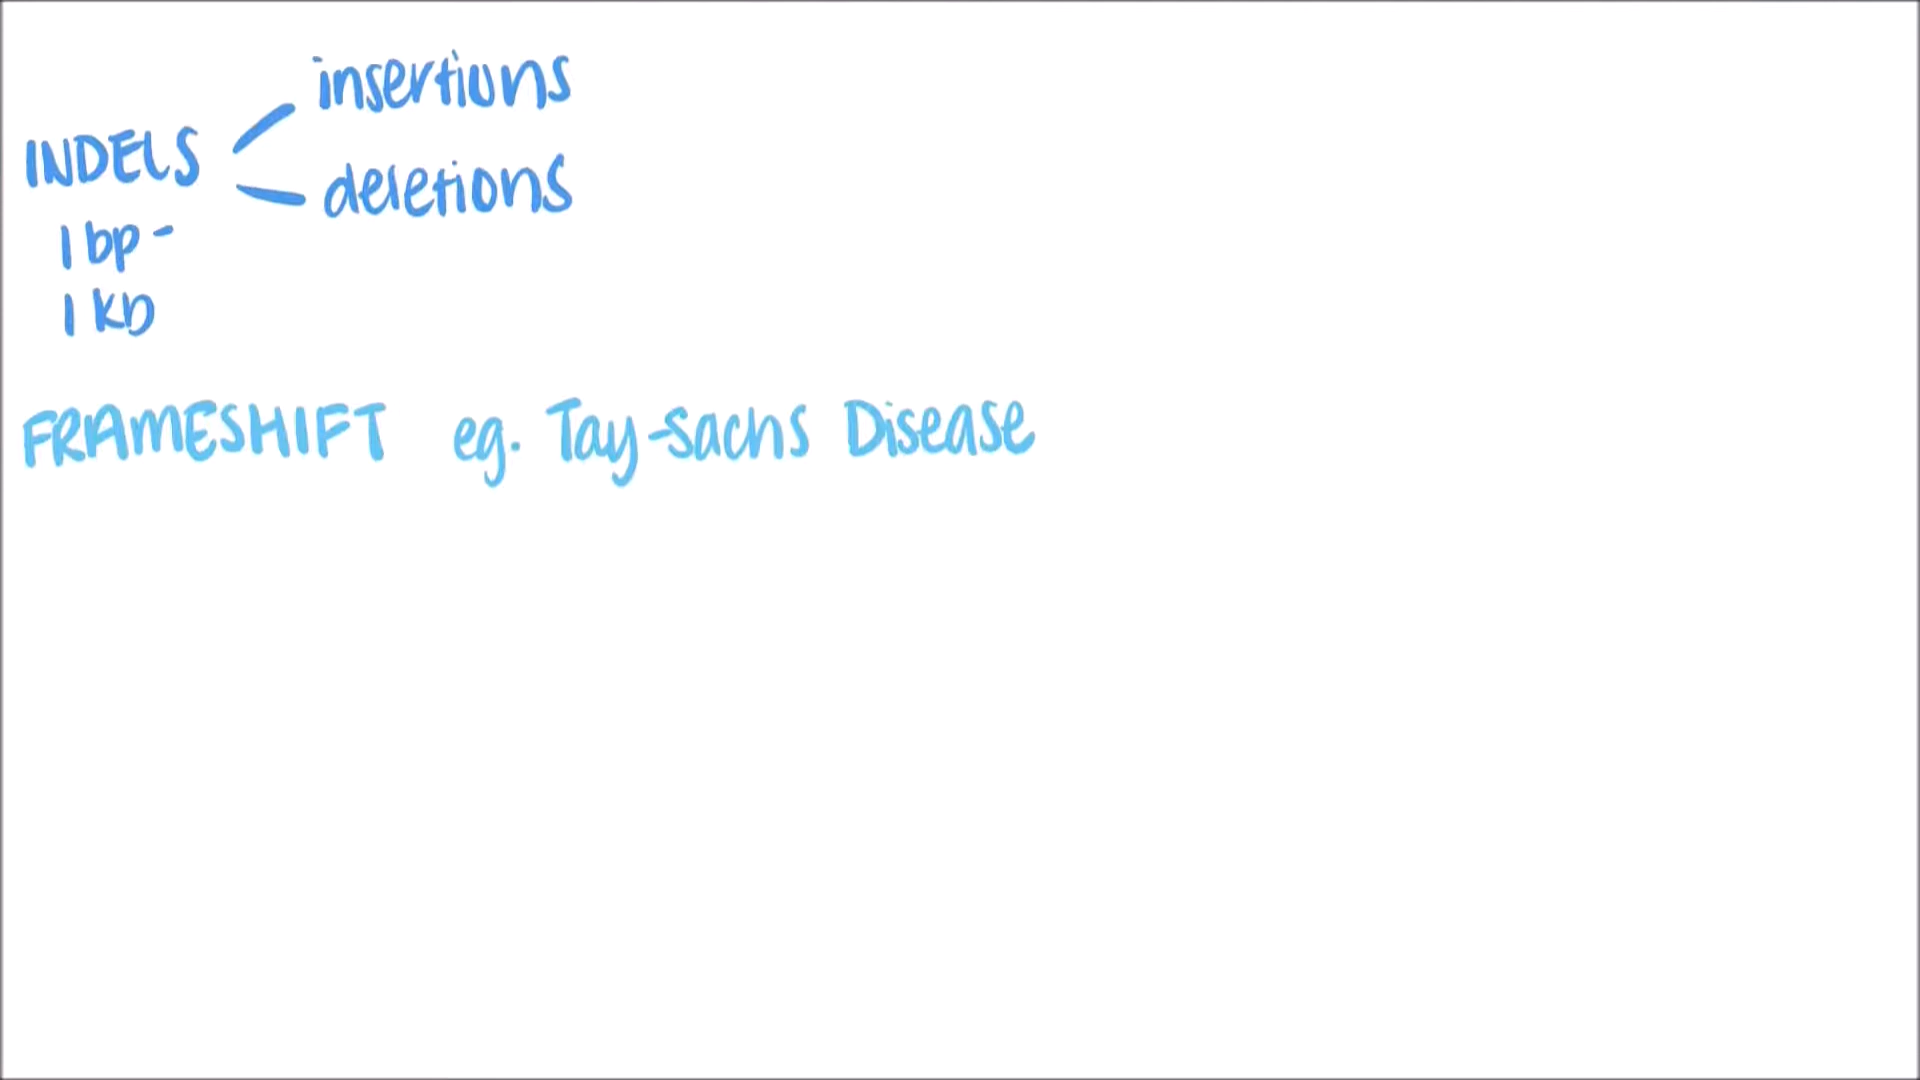 insertions
INDELS
deletions
1 bp -
1 kb
FRAMESHIFT eg. Tay-Sachs Disease